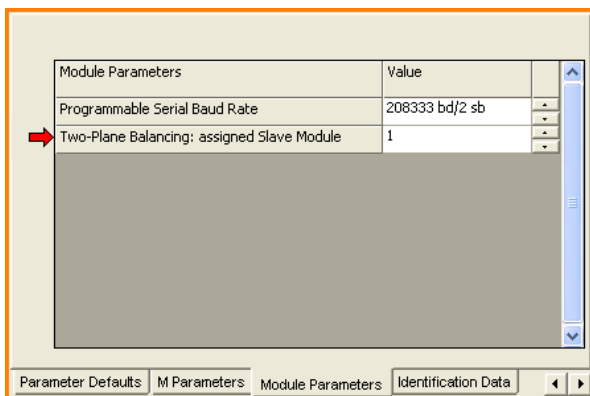 Module Parameters Value
Programmable Serial Baud Rate 208333 bd/2 sb
Two-Plane Balancing: assigned Slave Module 1
Parameter Defaults M Parameters Module Parameters Identification Data